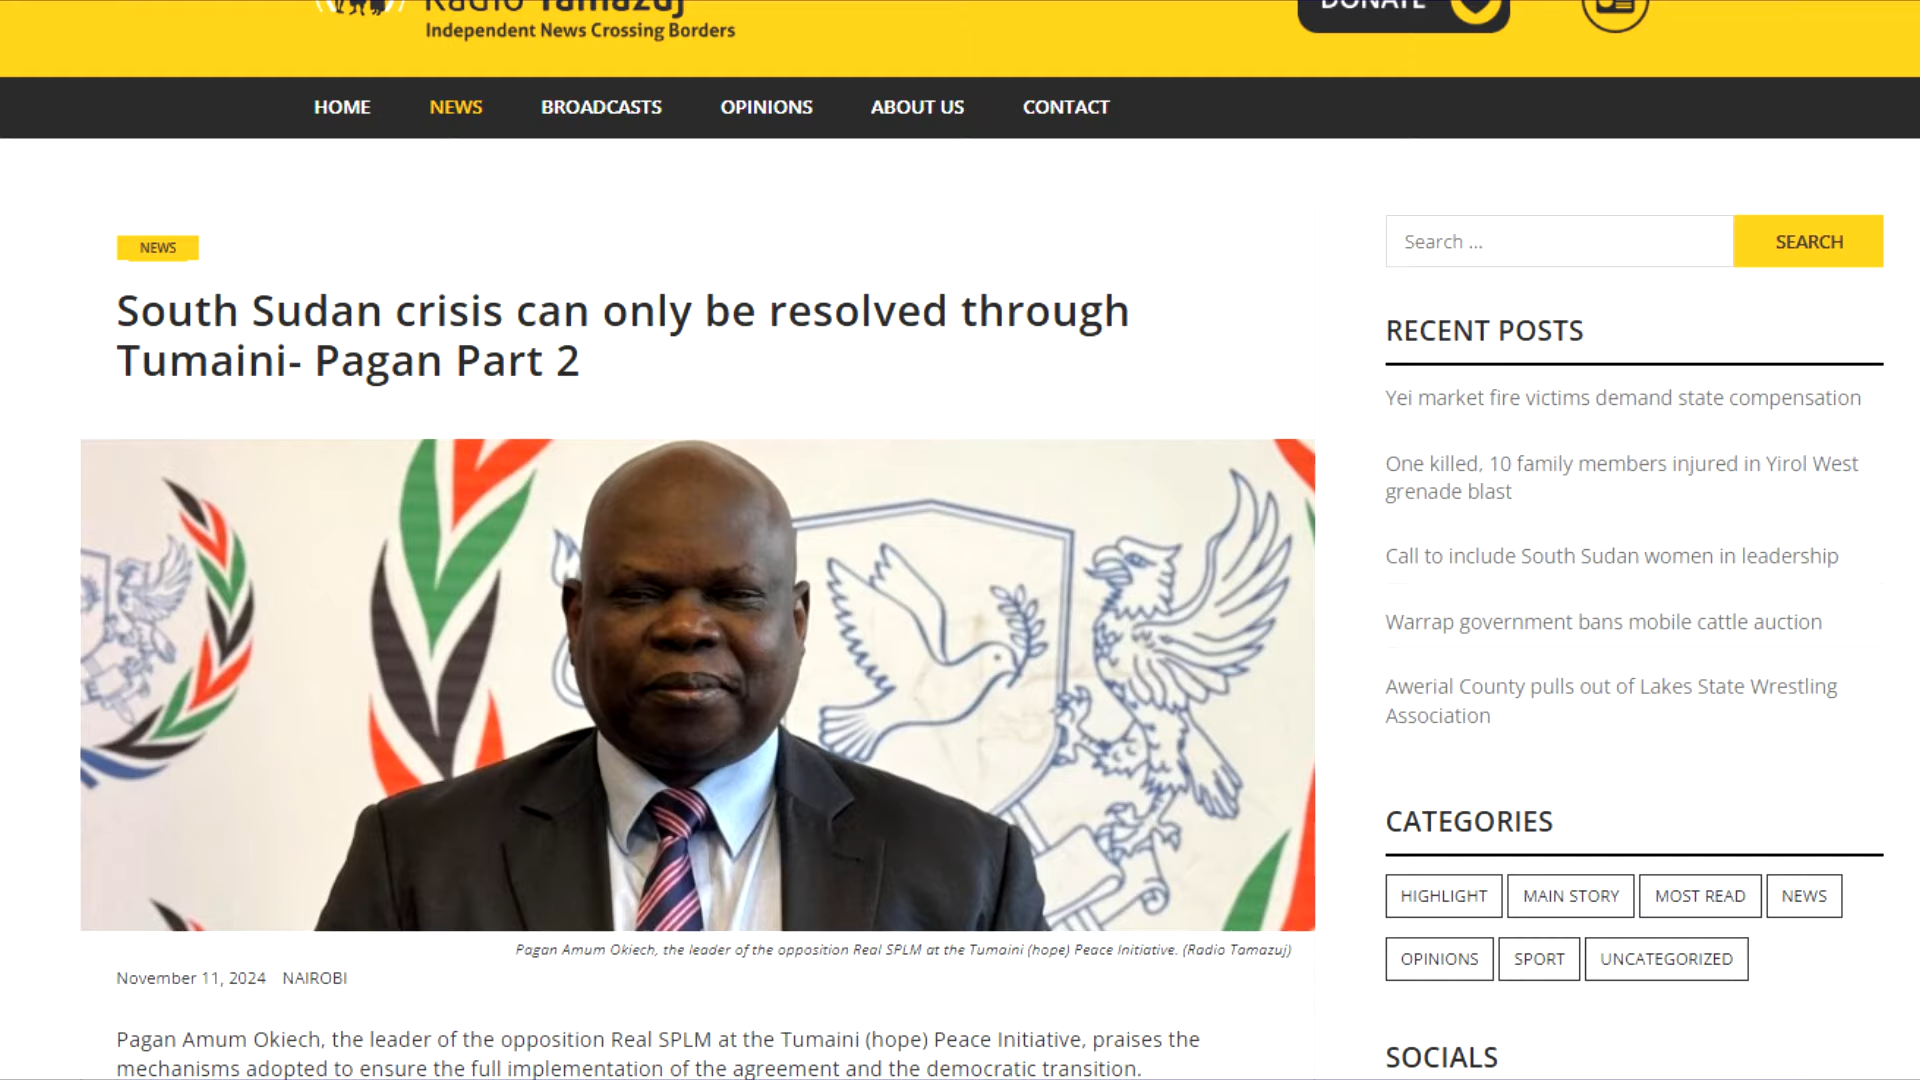 Radio Tamazuj
Independent News Crossing Borders
DONATE
HOME
NEWS
BROADCASTS
OPINIONS
ABOUT US
CONTACT
NEWS
South Sudan crisis can only be resolved through
Tumaini- Pagan Part 2
Pagan Amum Okiech, the leader of the opposition Real SPLM at the Tumaini (hope) Peace Initiative. (Radio Tamazuj)
November 11, 2024 NAIROBI
Pagan Amum Okiech, the leader of the opposition Real SPLM at the Tumaini (hope) Peace Initiative, praises the
mechanisms adopted to ensure the full implementation of the agreement and the democratic transition.
Search ...
SEARCH
RECENT POSTS
Yei market fire victims demand state compensation
One killed, 10 family members injured in Yirol West
grenade blast
Call to include South Sudan women in leadership
Warrap government bans mobile cattle auction
Awerial County pulls out of Lakes State Wrestling
Association
CATEGORIES
HIGHLIGHT
MAIN STORY
MOST READ
NEWS
OPINIONS
SPORT
UNCATEGORIZED
SOCIALS